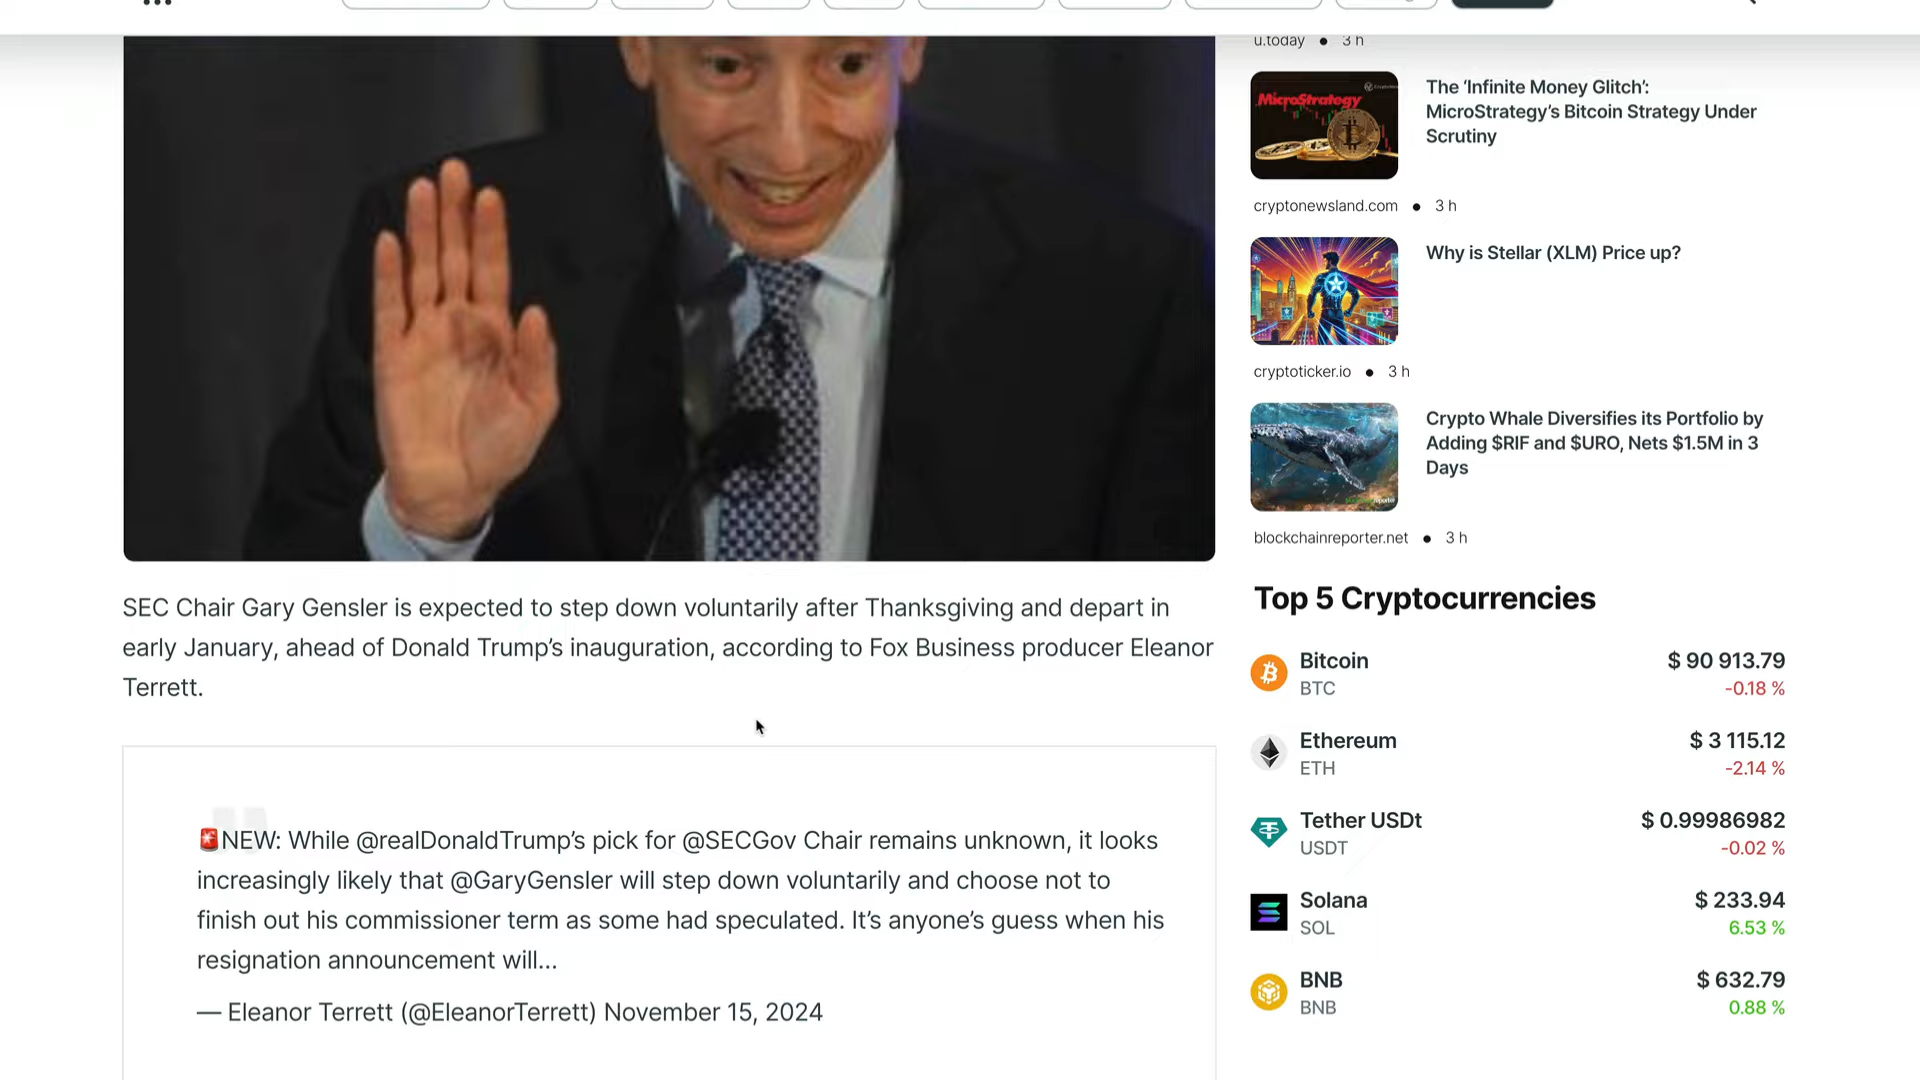 SEC Chair Gary Gensler is expected to step down voluntarily after Thanksgiving and depart in
early January, ahead of Donald Trump’s inauguration, according to Fox Business producer Eleanor
Terrett.
🚨NEW: While @realDonaldTrump’s pick for @SECGov Chair remains unknown, it looks
increasingly likely that @GaryGensler will step down voluntarily and choose not to
finish out his commissioner term as some had speculated. It’s anyone’s guess when his
resignation announcement will...
— Eleanor Terrett (@EleanorTerrett) November 15, 2024
u.today ● 3 h
MicroStrategy
The ‘Infinite Money Glitch’:
MicroStrategy’s Bitcoin Strategy Under
Scrutiny
cryptonewsland.com ● 3 h
Why is Stellar (XLM) Price up?
cryptoticker.io ● 3 h
Crypto Whale Diversifies its Portfolio by
Adding $RIF and $URO, Nets $1.5M in 3
Days
blockchainreporter.net ● 3 h
Top 5 Cryptocurrencies
Bitcoin $ 90 913.79
BTC -0.18 %
Ethereum $ 3 115.12
ETH -2.14 %
Tether USDt $ 0.99986982
USDT -0.02 %
Solana $ 233.94
SOL 6.53 %
BNB $ 632.79
BNB 0.88 %